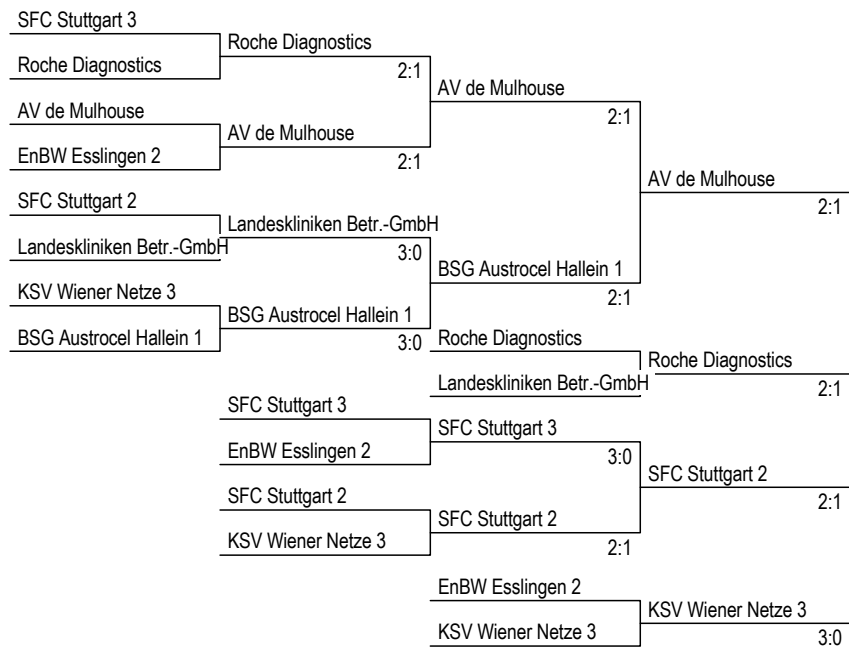 SFC Stuttgart 3
Roche Diagnostics
Roche Diagnostics
2:1
AV de Mulhouse
AV de Mulhouse
2:1
AV de Mulhouse
EnBW Esslingen 2
2:1
AV de Mulhouse
2:1
SFC Stuttgart 2
Landeskliniken Betr.-GmbH
Landeskliniken Betr.-GmbH
3:0
BSG Austrocel Hallein 1
2:1
KSV Wiener Netze 3
BSG Austrocel Hallein 1
BSG Austrocel Hallein 1
3:0
Roche Diagnostics
Roche Diagnostics
2:1
Landeskliniken Betr.-GmbH
SFC Stuttgart 3
SFC Stuttgart 3
EnBW Esslingen 2
3:0
SFC Stuttgart 2
2:1
SFC Stuttgart 2
SFC Stuttgart 2
KSV Wiener Netze 3
2:1
EnBW Esslingen 2
KSV Wiener Netze 3
KSV Wiener Netze 3
3:0